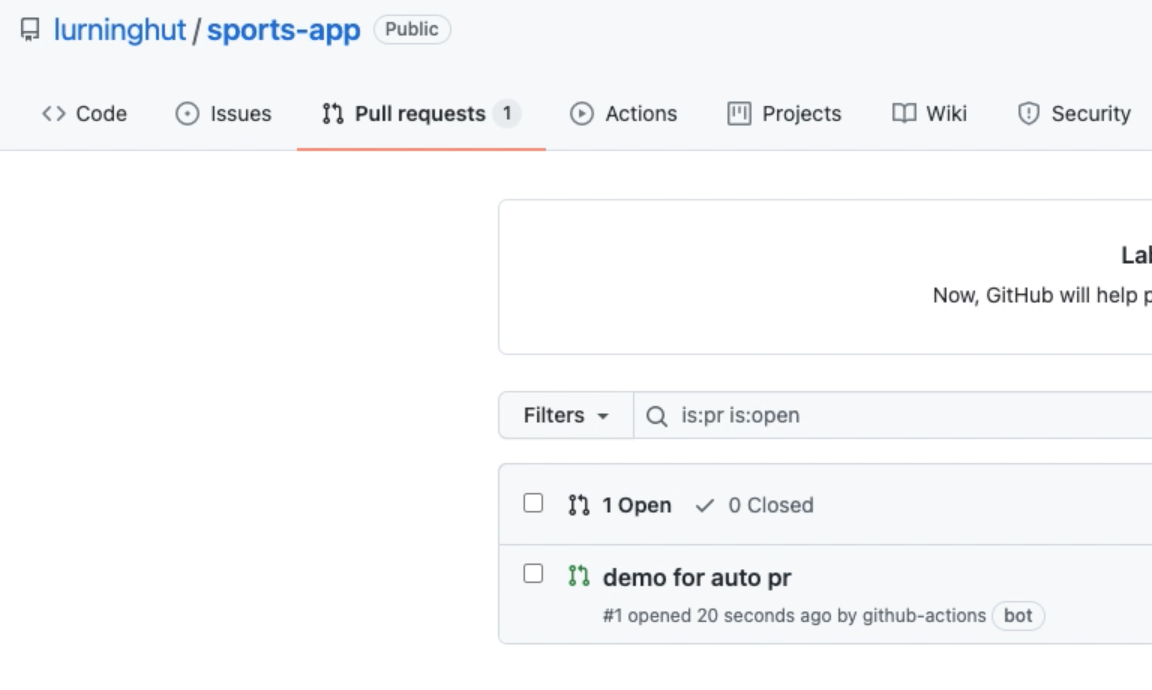 lurninghut / sports-app Public
Code Issues Pull requests 1 Actions Projects Wiki Security
Now, GitHub will help
Filters is:pr is:open
1 Open 0 Closed
demo for auto pr
#1 opened 20 seconds ago by github-actions bot